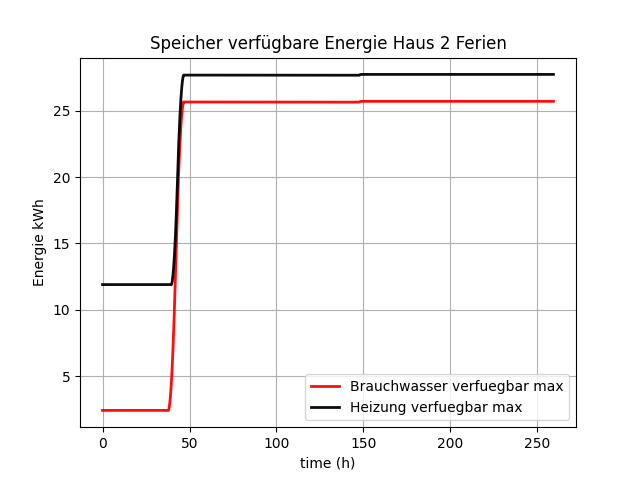 Speicher verfügbare Energie Haus 2 Ferien
Energie kWh
25
20
15
10
5
0
50
100
150
200
250
time (h)
Brauchwasser verfuegbar max
Heizung verfuegbar max